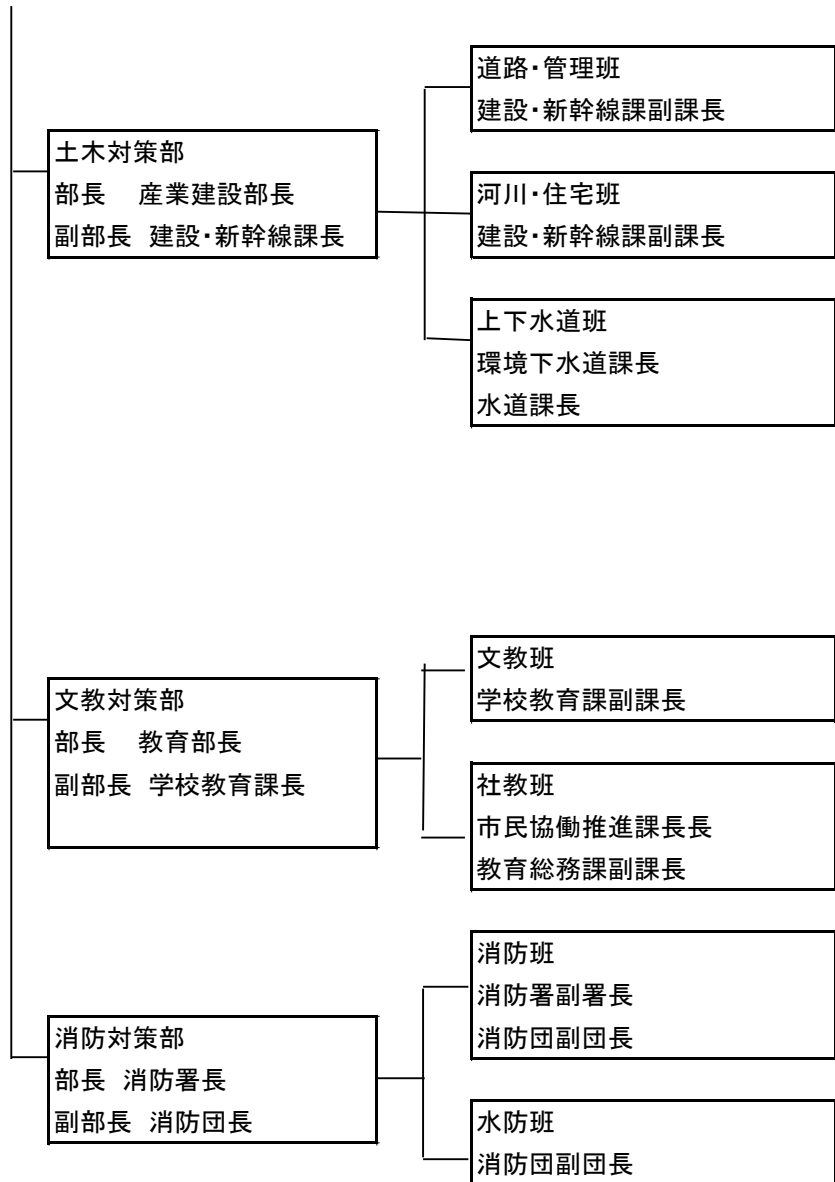 土木対策部
部長　産業建設部長
副部長　建設・新幹線課長
道路・管理班
建設・新幹線課副課長
河川・住宅班
建設・新幹線課副課長
上下水道班
環境下水道課長
水道課長
文教対策部
部長　教育部長
副部長　学校教育課長
文教班
学校教育課副課長
社教班
市民協働推進課長長
教育総務課副課長
消防対策部
部長　消防署長
副部長　消防団長
消防班
消防署副署長
消防団副団長
水防班
消防団副団長